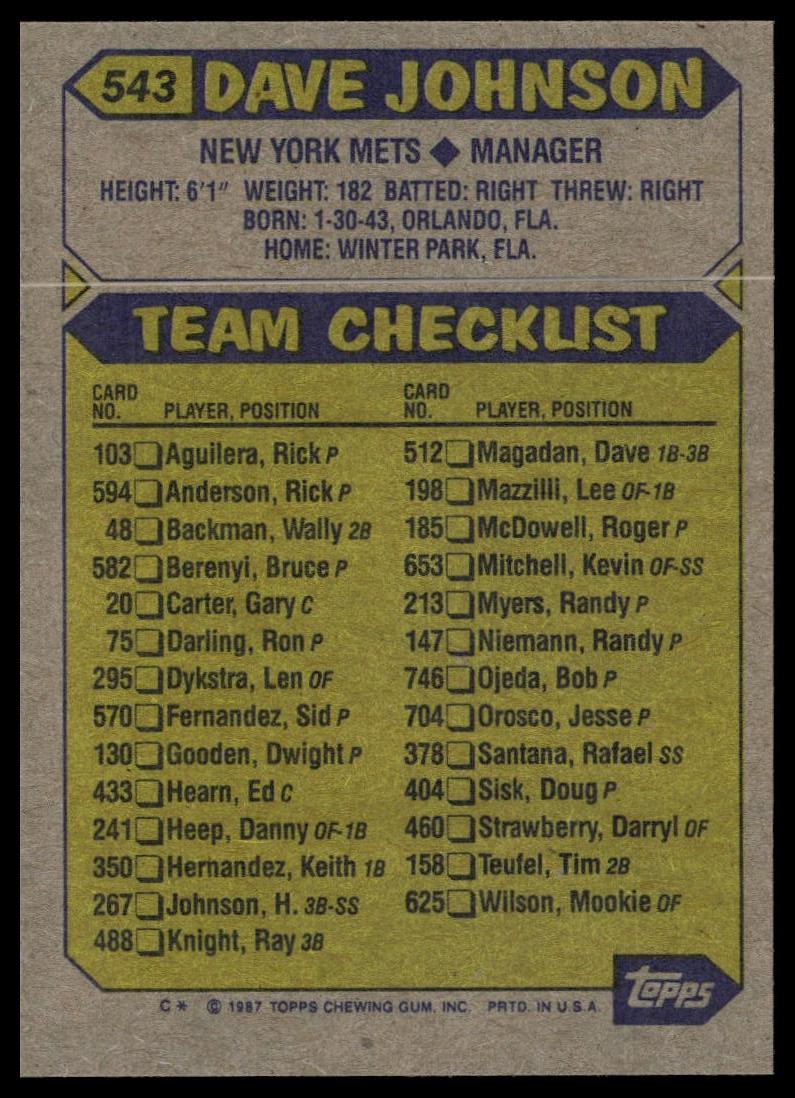 543 DAVE JOHNSON
NEW YORK METS ◆ MANAGER
HEIGHT: 6'1" WEIGHT: 182 BATTED: RIGHT THREW: RIGHT
BORN: 1-30-43, ORLANDO, FLA.
HOME: WINTER PARK, FLA.
TEAM CHECKLIST
CARD
NO. PLAYER, POSITION
103 Aguilera, Rick P
594 Anderson, Rick P
48 Backman, Wally 2B
582 Berenyi, Bruce P
20 Carter, Gary C
75 Darling, Ron P
295 Dykstra, Len OF
570 Fernandez, Sid P
130 Gooden, Dwight P
433 Hearn, Ed C
241 Heep, Danny OF-1B
350 Hernandez, Keith 1B
267 Johnson, H. 3B-SS
488 Knight, Ray 3B
CARD
NO. PLAYER, POSITION
512 Magadan, Dave 1B-3B
198 Mazzilli, Lee OF-1B
185 McDowell, Roger P
653 Mitchell, Kevin OF-SS
213 Myers, Randy P
147 Niemann, Randy P
746 Ojeda, Bob P
704 Orosco, Jesse P
378 Santana, Rafael SS
404 Sisk, Doug P
460 Strawberry, Darryl OF
158 Teufel, Tim 2B
625 Wilson, Mookie OF
C* © 1987 TOPPS CHEWING GUM, INC. PRTD. IN U.S.A.
topps